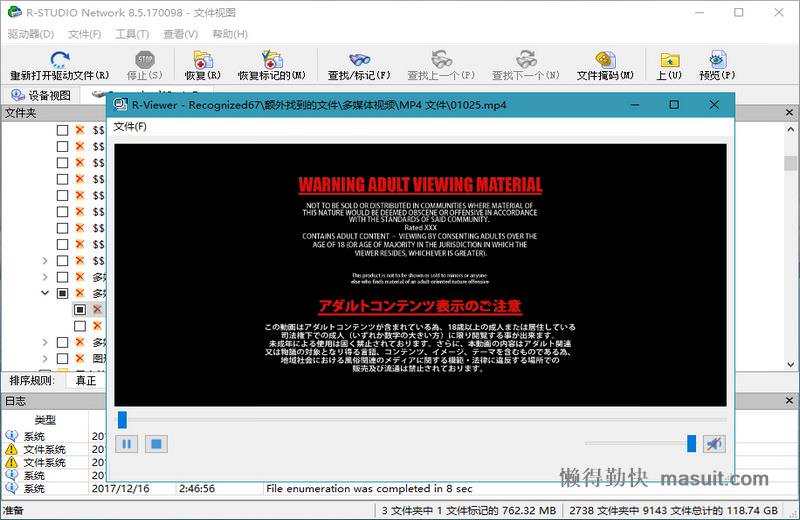 R-STUDIO Network 8.5.170098 - 文件视图
驱动器(D) 文件(F) 工具(T) 查看(V) 帮助(H)
STOP
重新打开驱动文件(R) 停止(S) 恢复(R) 恢复标记的(M) 查找/标记(F) 查找上一个(P) 查找下一个(N) 文件掩码(M) 上(U) 预览(P)
设备视图
文件夹
R-Viewer - Recognized67\额外找到的文件\多媒体视频\MP4 文件\01025.mp4
文件(F)
$$
$$
$$
$$
$$
$$
$$
$$
$$
多媒
多媒
多媒
图形
WARNING ADULT VIEWING MATERIAL
NOT TO BE SOLD OR DISTRIBUTED IN COMMUNITIES WHERE MATERIAL OF
THIS NATURE WOULD BE DEEMED OBSCENE OR OFFENSIVE IN ACCORDANCE
WITH THE STANDARDS OF SAID COMMUNITY.
Rated XXX
CONTAINS ADULT CONTENT - VIEWING BY CONSENTING ADULTS OVER THE
AGE OF 18 (OR AGE OF MAJORITY IN THE JURISDICTION IN WHICH THE
VIEWER RESIDES, WHICHEVER IS GREATER).
This product is not to be shown or sold to minors or anyone
else who finds material of an adult oriented nature offensive
アダルトコンテンツ表示のご注意
この動画はアダルトコンテンツが含まれている為、18歳以上の成人または居住している
司法権下での成人（いずれか数字の大きい方）に限り閲覧する事が出来ます。
未成年による使用は固く禁止されております。さらに、本動画の内容はアダルト関連
又は物議の対象となり得る言語、コンテンツ、イメージ、テーマを含むものである為、
地域社会における風俗関連のメディアに関する模範・法律に違反する場所での
販売及び流通は禁止されております。
排序规则: 真正
日志
类型
系统 201
文件系统 201
文件系统 201
系统 201
系统 2017/12/16 2:46:56 File enumeration was completed in 8 sec
懒得勤快 masuit.com
准备 3 文件夹中 1 文件标记的 762.32 MB 2738 文件夹中 9143 文件总计的 118.74 GB